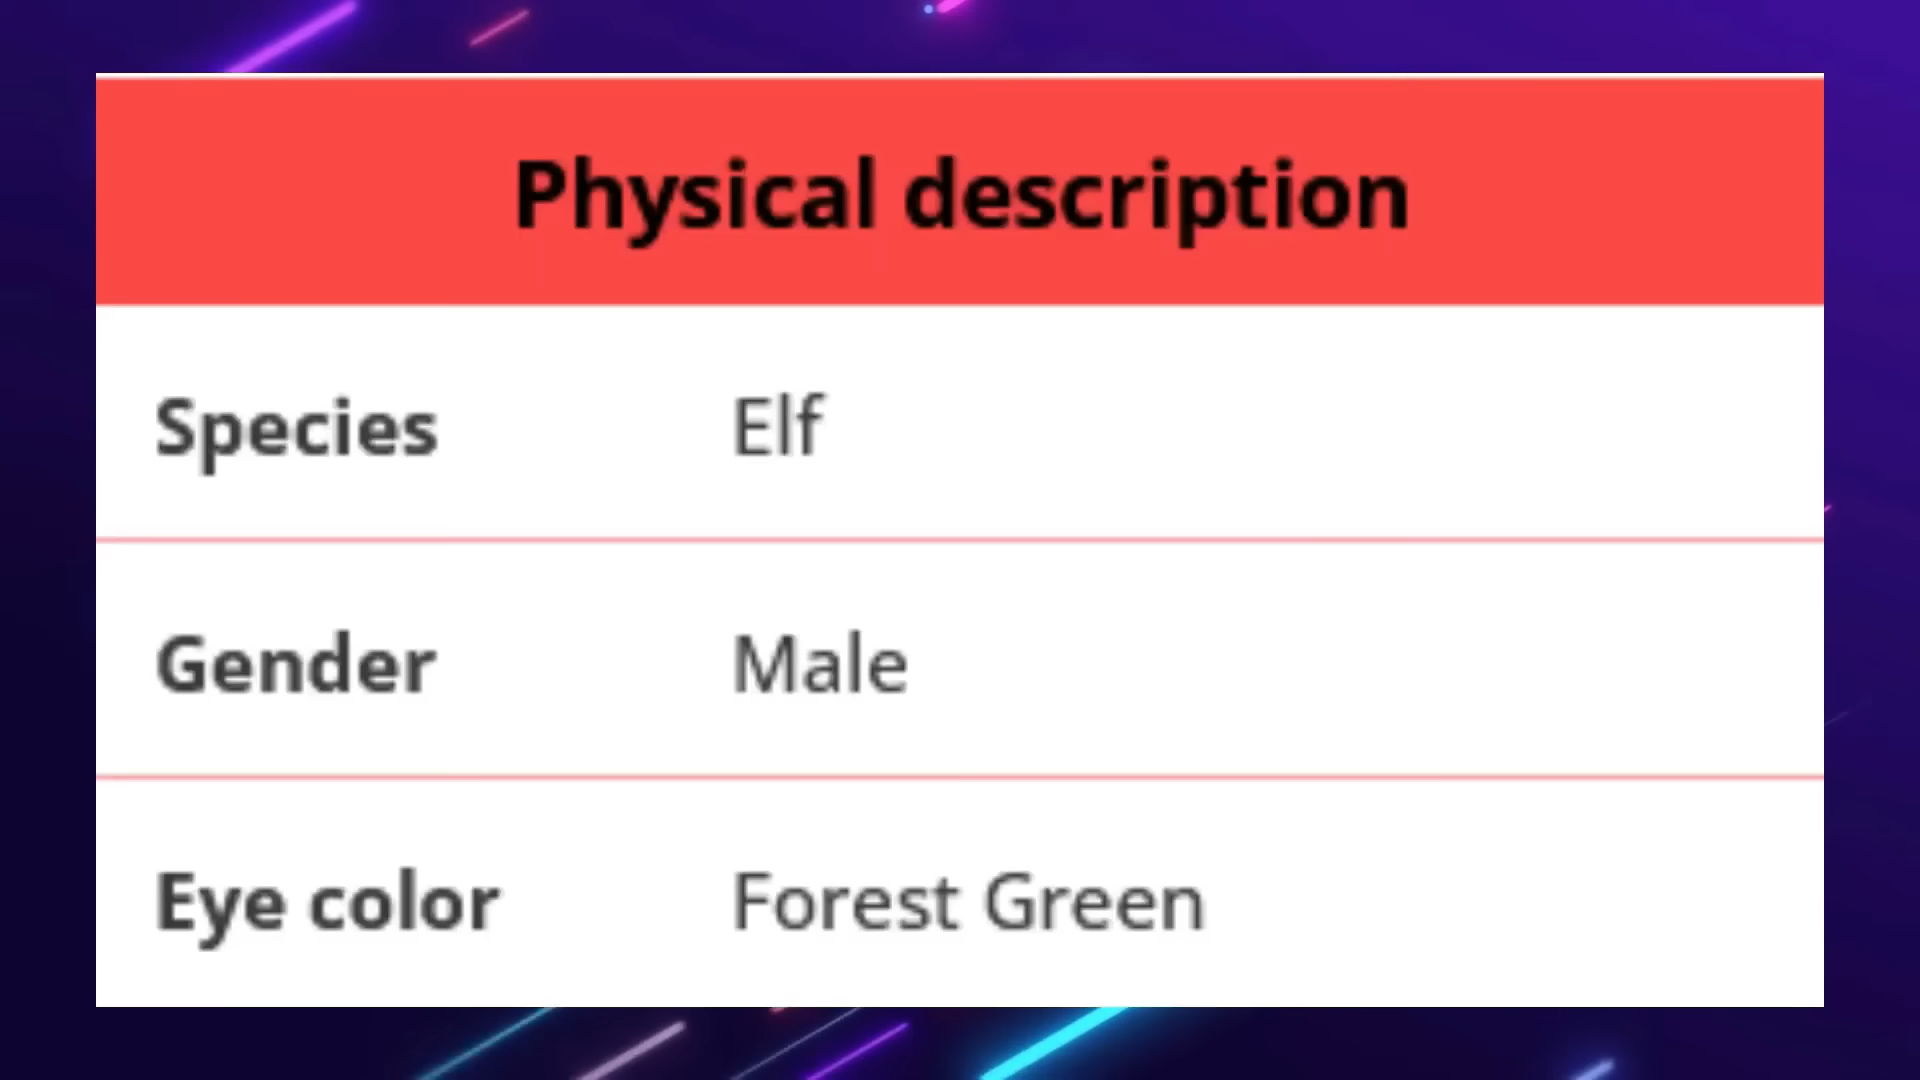 Physical description
Species Elf
Gender Male
Eye color Forest Green